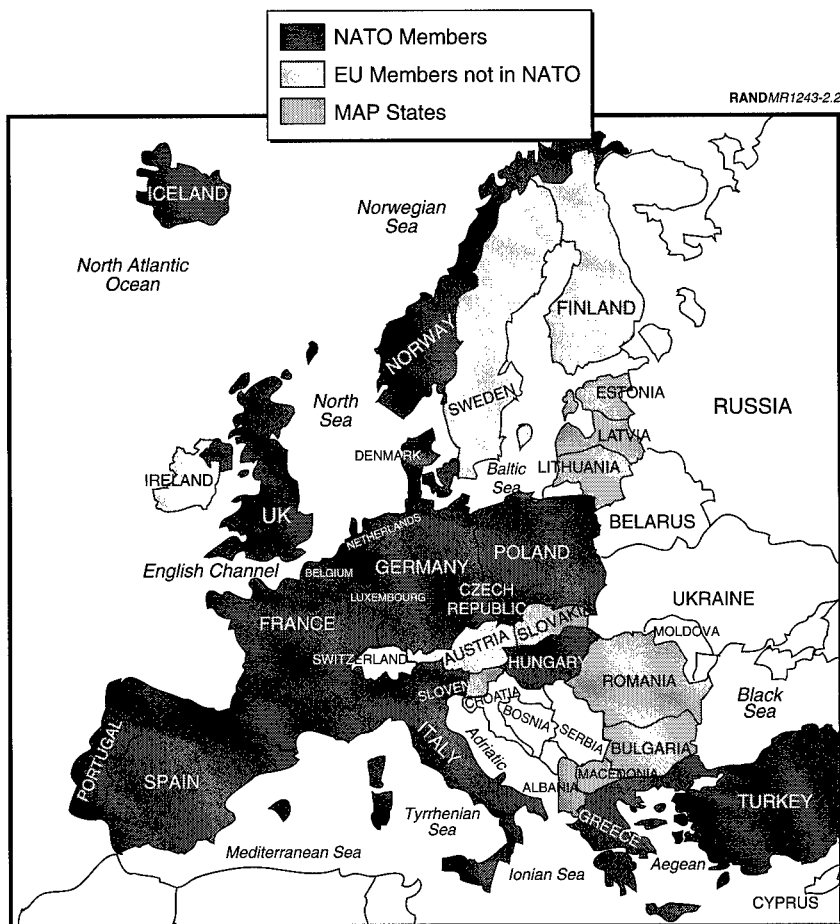 NATO Members
EU Members not in NATO
MAP States
RANDMR1243-2.2
ICELAND
Norwegian
Sea
North Atlantic
Ocean
FINLAND
NORWAY
SWEDEN
North
Sea
ESTONIA
RUSSIA
LATVIA
DENMARK
Baltic
Sea
LITHUANIA
IRELAND
UK
BELARUS
NETHERLANDS
POLAND
English Channel
BELGIUM
GERMANY
LUXEMBOURG
CZECH
REPUBLIC
UKRAINE
FRANCE
SLOVAKIA
MOLDOVA
AUSTRIA
SWITZERLAND
HUNGARY
ROMANIA
SLOVEN
CROATIA
Black
Sea
BOSNIA
SERBIA
ITALY
Adriatic
BULGARIA
PORTUGAL
SPAIN
MACEDONIA
ALBANIA
TURKEY
Tyrrhenian
Sea
GREECE
Mediterranean Sea
Ionian Sea
Aegean
CYPRUS